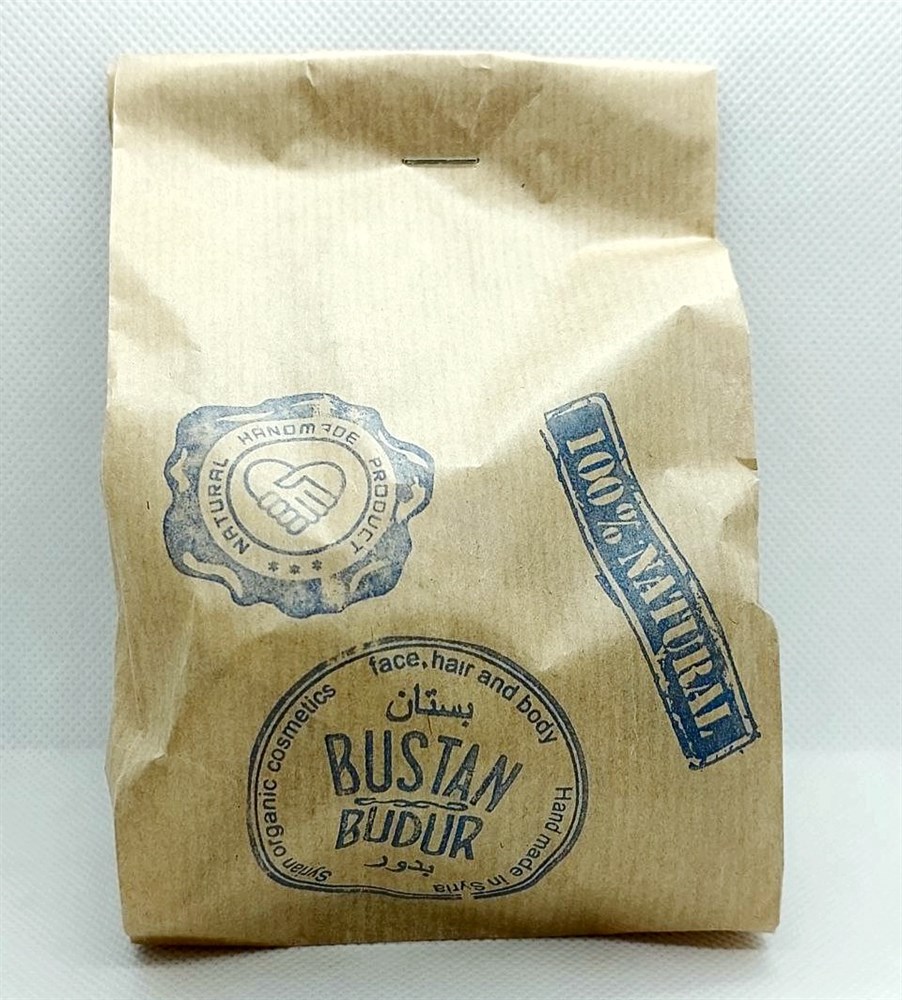 NATURAL HANDMADE PRODUCT
100% NATURAL
Syrian organic cosmetics
face, hair and body
Hand made in Syria
بستان
BUSTAN
BUDUR
بدور